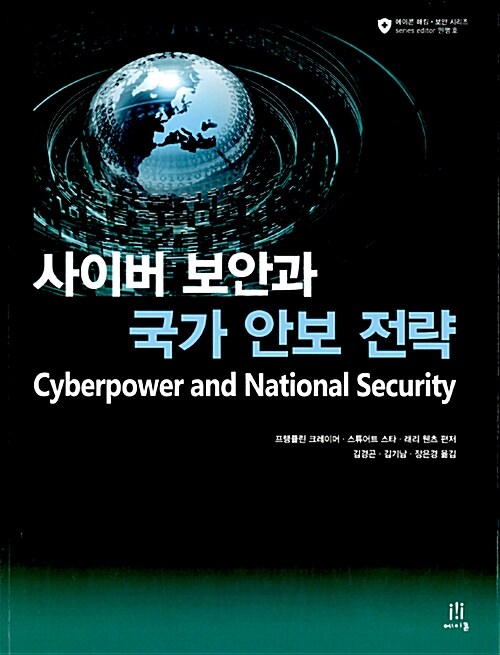 에이콘 해킹 · 보안 시리즈
series editor 민병호
사이버 보안과
국가 안보 전략
Cyberpower and National Security
프랭클린 크레이머 · 스튜어트 스타 · 래리 웬츠 편저
김경곤 · 김기남 · 장은경 옮김
에이콘